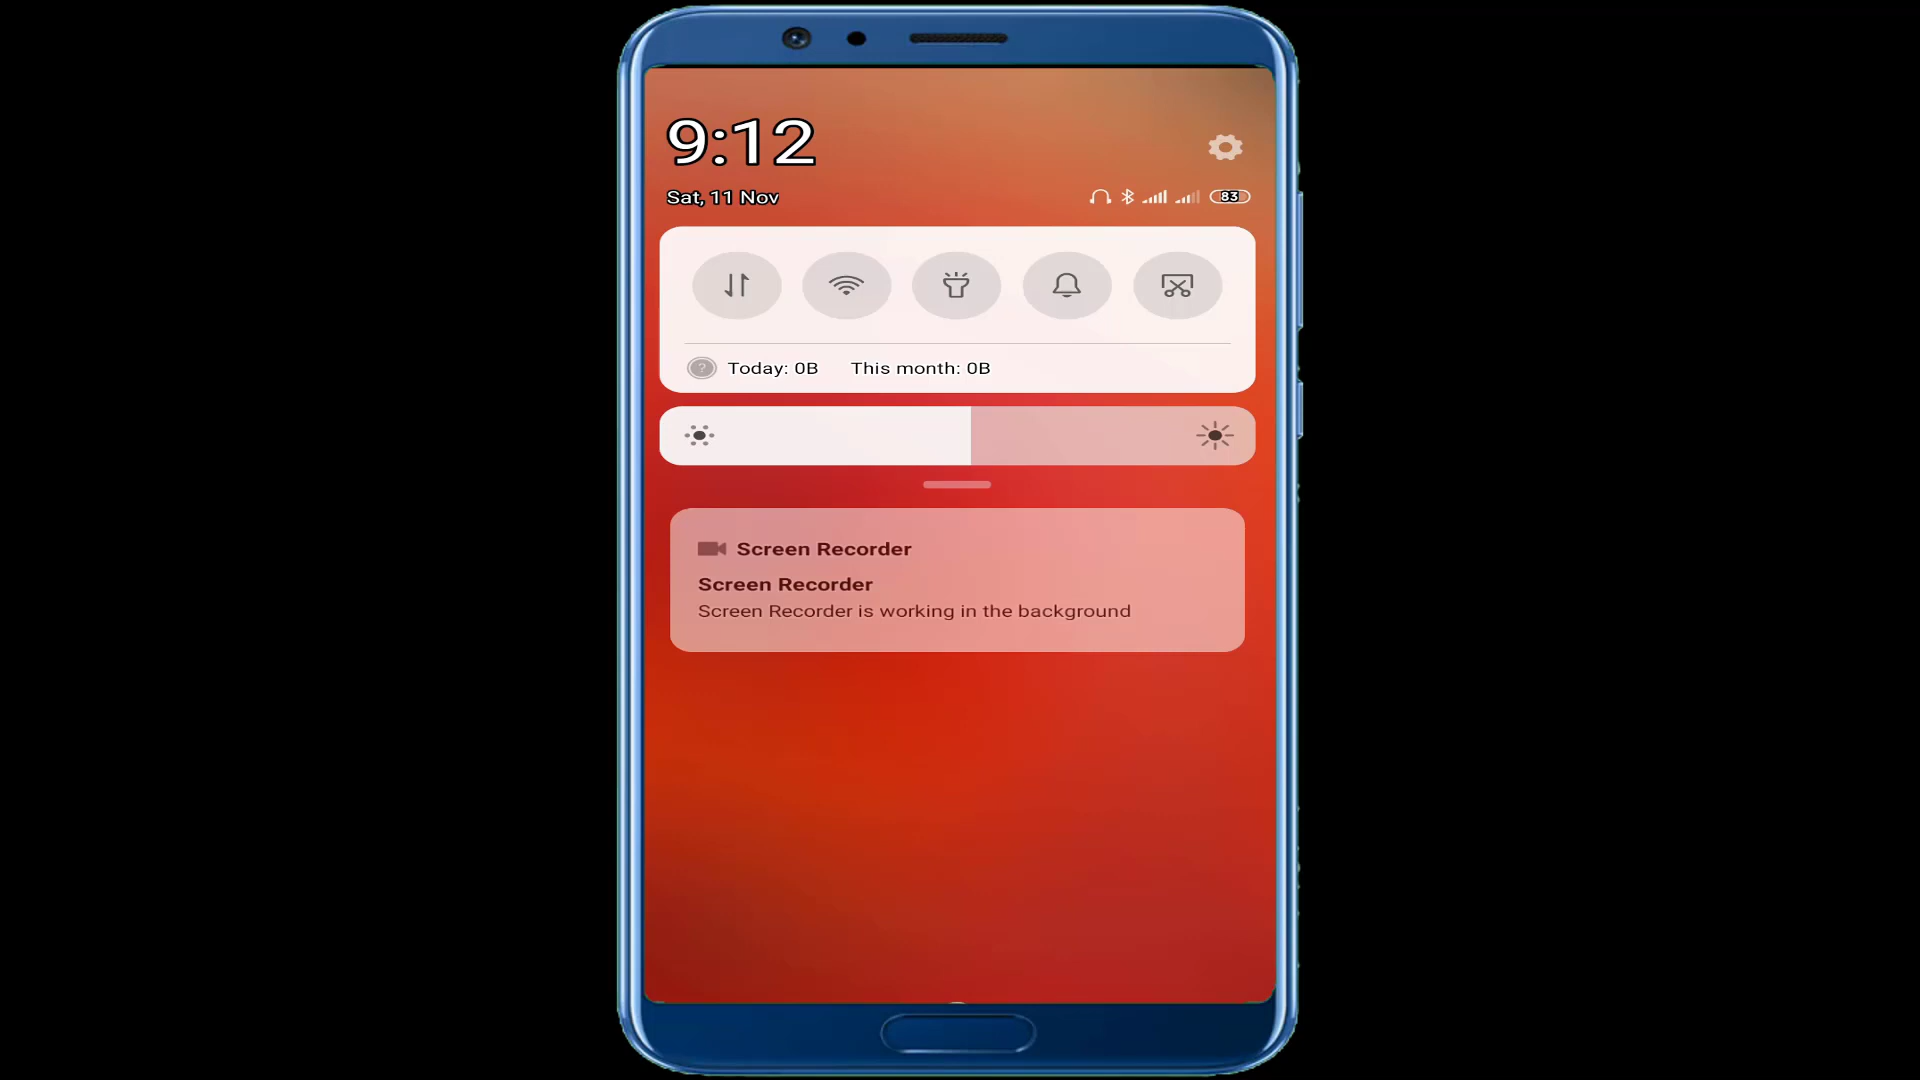 9:12
Sat, 11 Nov
83
Today: 0B This month: 0B
Screen Recorder
Screen Recorder
Screen Recorder is working in the background